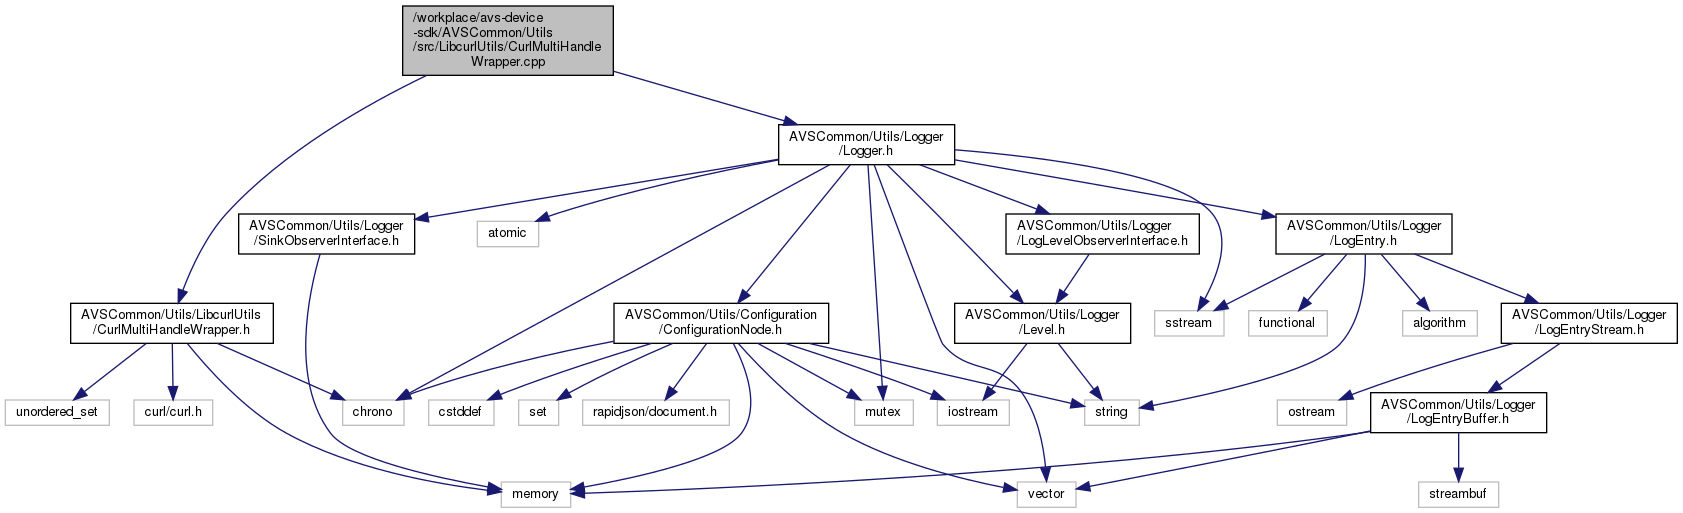 /workplace/avs-device
-sdk/AVSCommon/Utils
/src/LibcurlUtils/CurlMultiHandle
Wrapper.cpp
AVSCommon/Utils/Logger
/Logger.h
AVSCommon/Utils/Logger
/SinkObserverInterface.h
atomic
AVSCommon/Utils/Logger
/LogLevelObserverInterface.h
AVSCommon/Utils/Logger
/LogEntry.h
AVSCommon/Utils/LibcurlUtils
/CurlMultiHandleWrapper.h
AVSCommon/Utils/Configuration
/ConfigurationNode.h
AVSCommon/Utils/Logger
/Level.h
sstream
functional
algorithm
AVSCommon/Utils/Logger
/LogEntryStream.h
unordered_set
curl/curl.h
chrono
cstddef
set
rapidjson/document.h
mutex
iostream
string
ostream
AVSCommon/Utils/Logger
/LogEntryBuffer.h
memory
vector
streambuf